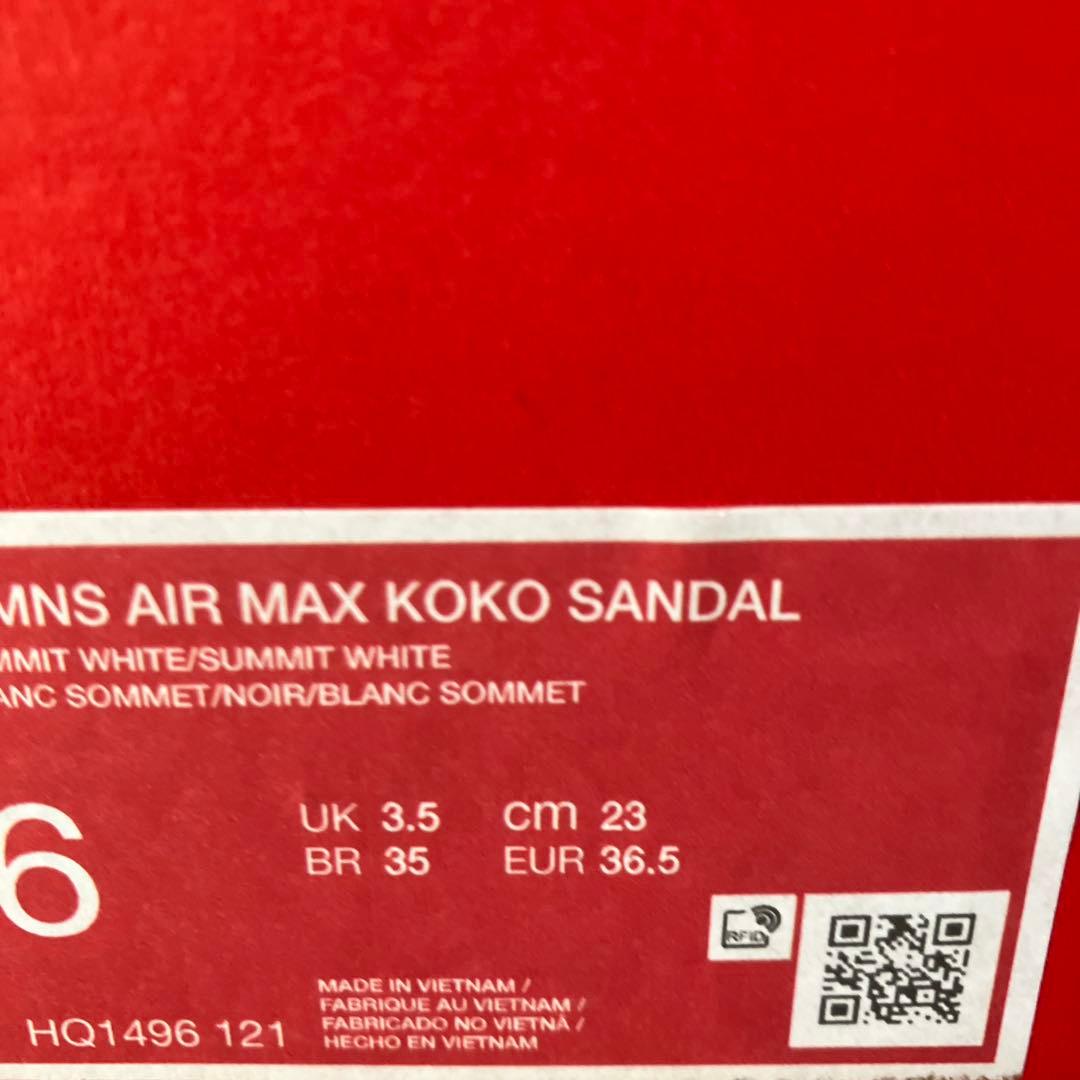 MNS AIR MAX KOKO SANDAL
MMIT WHITE/SUMMIT WHITE
ANC SOMMET/NOIR/BLANC SOMMET
6
UK 3.5 cm 23
BR 35 EUR 36.5
RFID
MADE IN VIETNAM /
FABRIQUE AU VIETNAM /
FABRICADO NO VIETNÃ /
HECHO EN VIETNAM
HQ1496 121